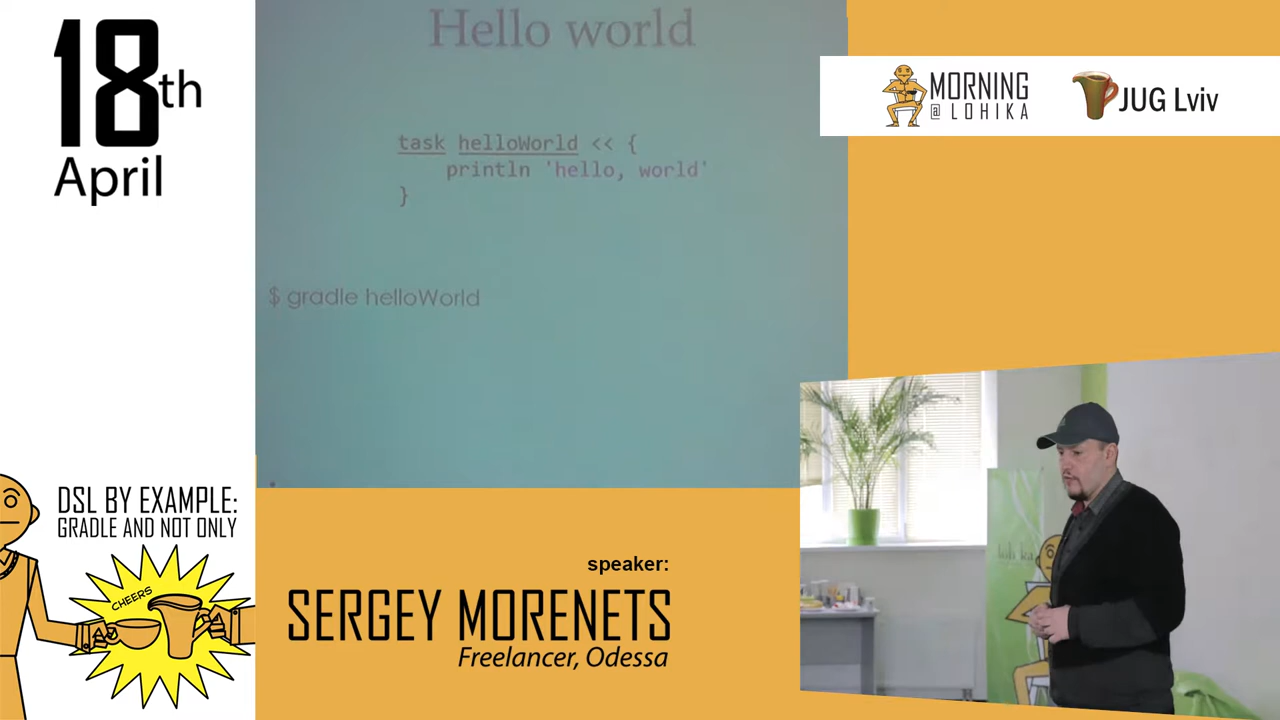 18th
April
Hello world
task helloWorld << {
println 'hello, world'
}
$ gradle helloWorld
MORNING
@ LOHIKA
JUG Lviv
DSL BY EXAMPLE:
GRADLE AND NOT ONLY
CHEERS
speaker:
SERGEY MORENETS
Freelancer, Odessa